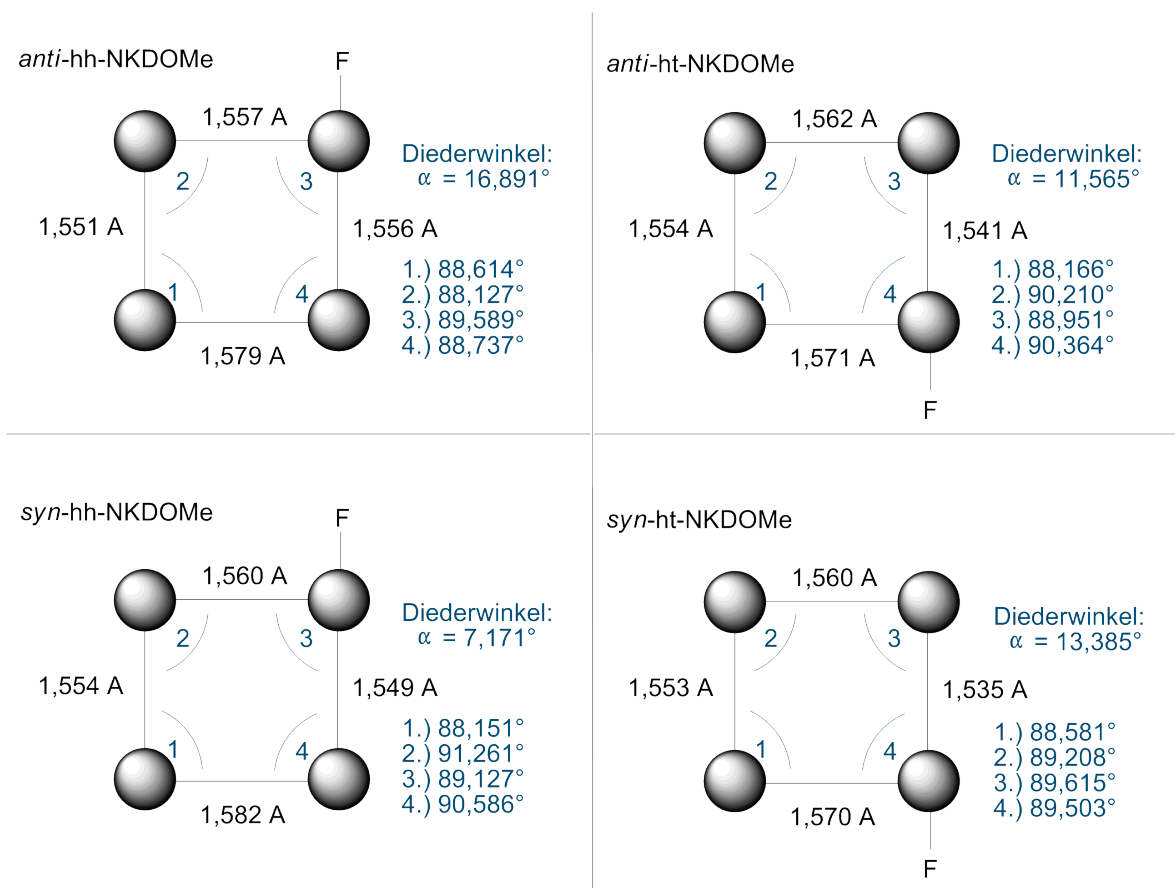 anti-hh-NKDOMe
F
1,557 A
2
3
Diederwinkel:
α = 16,891°
1,551 A
1,556 A
1
4
1.) 88,614°
2.) 88,127°
3.) 89,589°
4.) 88,737°
1,579 A
anti-ht-NKDOMe
1,562 A
2
3
Diederwinkel:
α = 11,565°
1,554 A
1,541 A
1
4
1.) 88,166°
2.) 90,210°
3.) 88,951°
4.) 90,364°
1,571 A
F
syn-hh-NKDOMe
F
1,560 A
2
3
Diederwinkel:
α = 7,171°
1,554 A
1,549 A
1
4
1.) 88,151°
2.) 91,261°
3.) 89,127°
4.) 90,586°
1,582 A
syn-ht-NKDOMe
1,560 A
2
3
Diederwinkel:
α = 13,385°
1,553 A
1,535 A
1
4
1.) 88,581°
2.) 89,208°
3.) 89,615°
4.) 89,503°
1,570 A
F